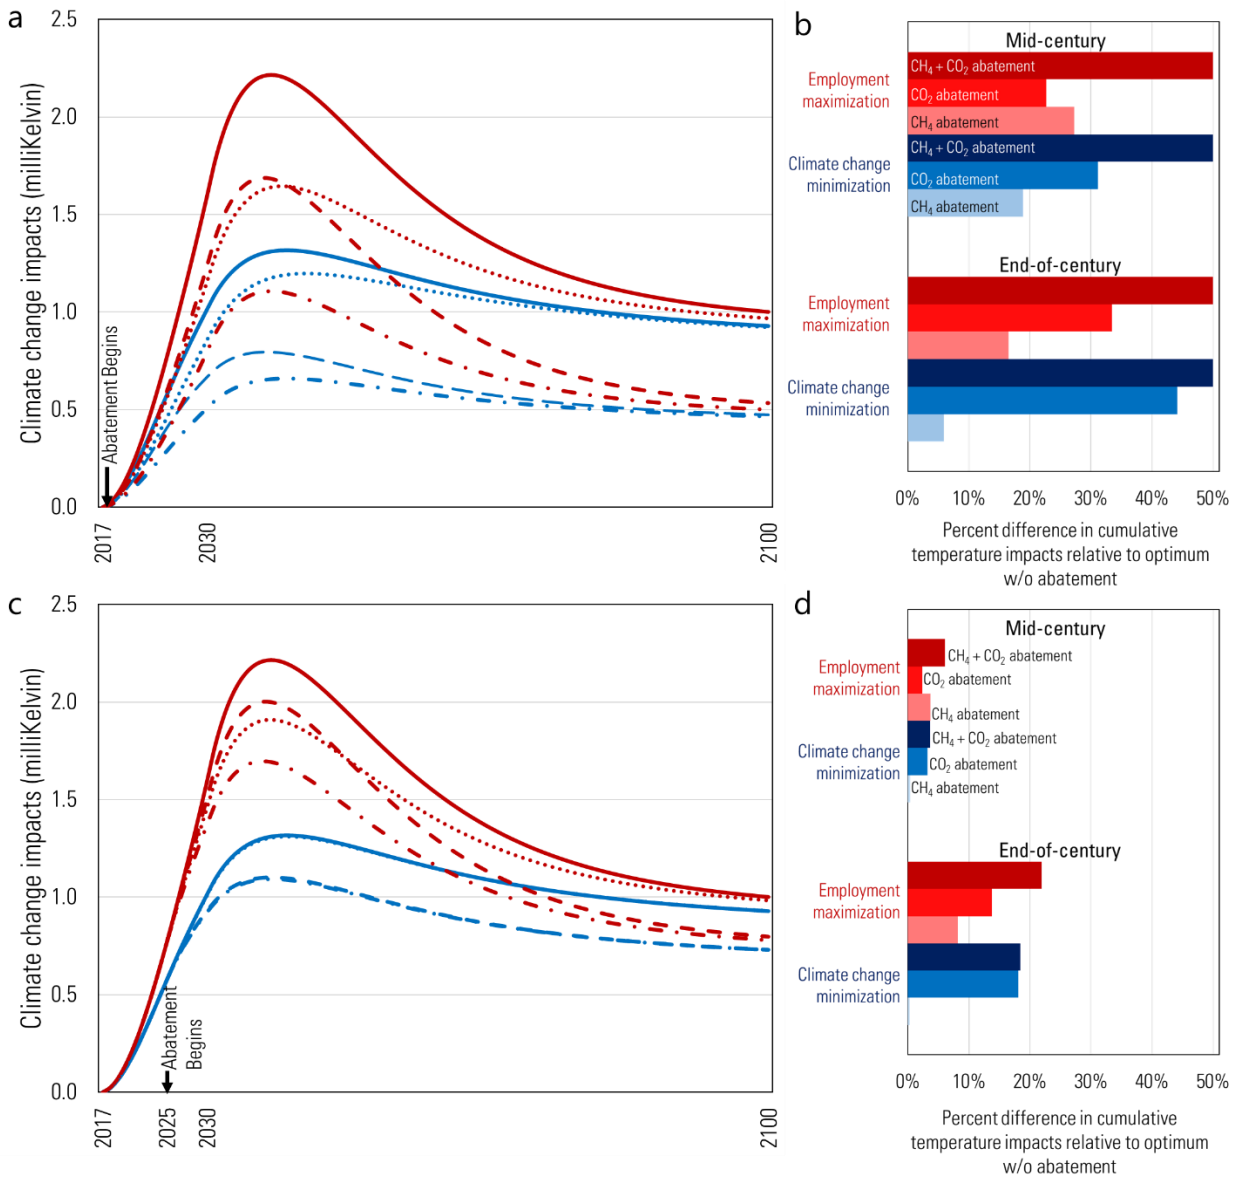 a
2.5
2.0
1.5
1.0
0.5
0.0
Climate change impacts (milliKelvin)
Abatement Begins
2017
2030
2100
b
Mid-century
Employment
maximization
CH₄ + CO₂ abatement
CO₂ abatement
CH₄ abatement
Climate change
minimization
CH₄ + CO₂ abatement
CO₂ abatement
CH₄ abatement
End-of-century
Employment
maximization
Climate change
minimization
0% 10% 20% 30% 40% 50%
Percent difference in cumulative
temperature impacts relative to optimum
w/o abatement
c
2.5
2.0
1.5
1.0
0.5
0.0
Climate change impacts (milliKelvin)
Abatement
Begins
2017
2025
2030
2100
d
Mid-century
Employment
maximization
CH₄ + CO₂ abatement
CO₂ abatement
CH₄ abatement
Climate change
minimization
CH₄ + CO₂ abatement
CO₂ abatement
CH₄ abatement
End-of-century
Employment
maximization
Climate change
minimization
0% 10% 20% 30% 40% 50%
Percent difference in cumulative
temperature impacts relative to optimum
w/o abatement